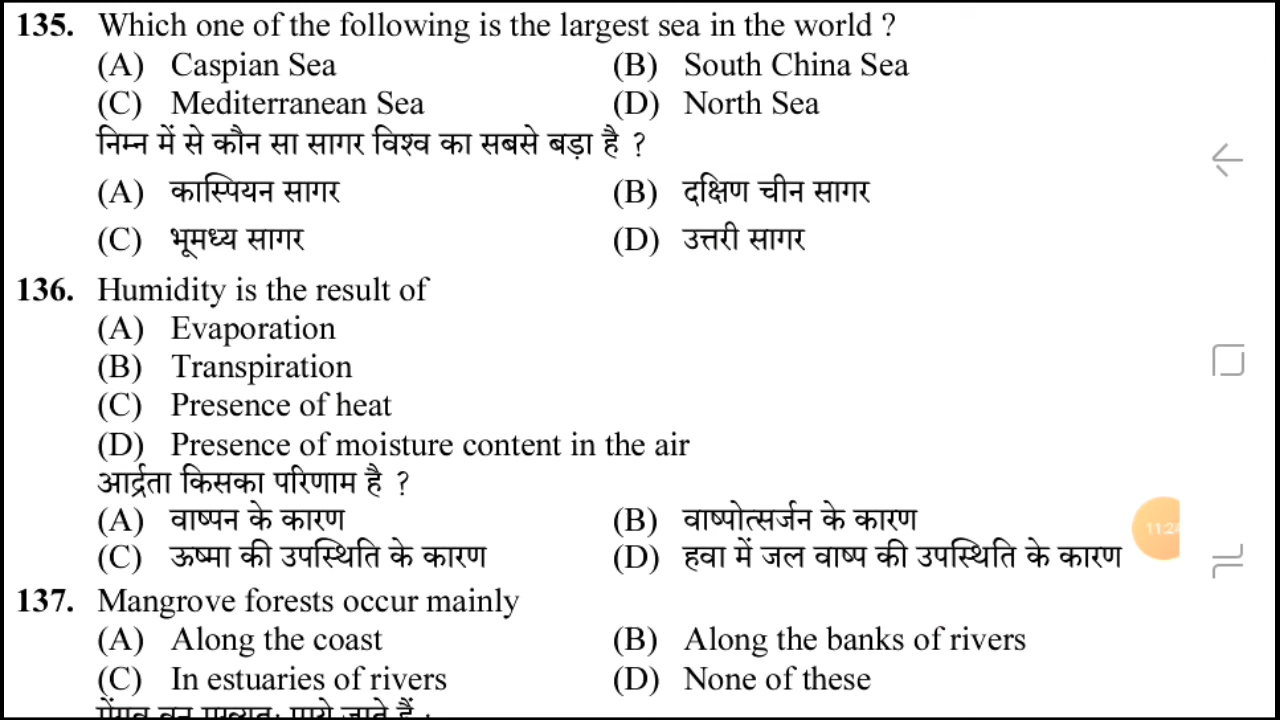 135. Which one of the following is the largest sea in the world ?
(A) Caspian Sea (B) South China Sea
(C) Mediterranean Sea (D) North Sea
निम्न में से कौन सा सागर विश्व का सबसे बड़ा है ?
(A) कास्पियन सागर (B) दक्षिण चीन सागर
(C) भूमध्य सागर (D) उत्तरी सागर
136. Humidity is the result of
(A) Evaporation
(B) Transpiration
(C) Presence of heat
(D) Presence of moisture content in the air
आर्द्रता किसका परिणाम है ?
(A) वाष्पन के कारण (B) वाष्पोत्सर्जन के कारण
(C) ऊष्मा की उपस्थिति के कारण (D) हवा में जल वाष्प की उपस्थिति के कारण
137. Mangrove forests occur mainly
(A) Along the coast (B) Along the banks of rivers
(C) In estuaries of rivers (D) None of these